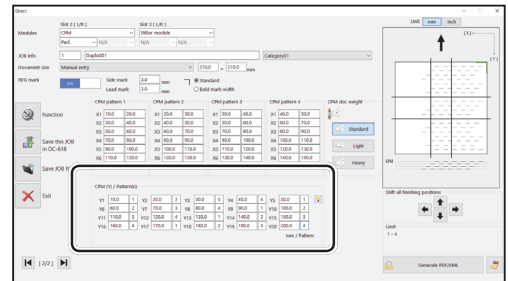 Direct
Slot 2 [ L/R ] Slot 3 [ L/R ]
Modules CPM Slitter module
Perf. N/A N/A N/A
JOB info 1 Duplo001 Category01
Document size Manual entry 210.0 × 210.0 mm
REG mark On Side mark 3.0 mm Standard
Lead mark 3.0 mm Bold mark width
CPM pattern 1 CPM pattern 2 CPM pattern 3 CPM pattern 4 CPM doc weight
X1 10.0 20.0 X1 20.0 30.0 X1 30.0 40.0 X1 40.0 50.0
X2 20.0 30.0 X2 30.0 40.0 X2 50.0 60.0 X2 60.0 70.0
X3 30.0 60.0 X3 60.0 70.0 X3 70.0 80.0 X3 80.0 90.0
X4 70.0 80.0 X4 80.0 90.0 X4 90.0 100.0 X4 100.0 110.0
X5 90.0 100.0 X5 100.0 110.0 X5 110.0 120.0 X5 120.0 130.0
X6 110.0 120.0 X6 120.0 130.0 X6 130.0 140.0 X6 140.0 150.0
Standard
Light
Heavy
Function
Save this JOB
in DC-618
Save JOB f
Exit
CPM (Y) / Pattern(s)
Y1 10.0 1 Y2 20.0 2 Y3 30.0 3 Y4 40.0 4 Y5 50.0 1
Y6 60.0 2 Y7 70.0 3 Y8 80.0 4 Y9 90.0 1 Y10 100.0 2
Y11 110.0 3 Y12 120.0 4 Y13 130.0 1 Y14 140.0 2 Y15 150.0 3
Y16 160.0 4 Y17 170.0 1 Y18 180.0 2 Y19 190.0 3 Y20 200.0 4
mm / Pattern
[ 2/2 ]
Unit mm inch
[X]
[Y]
CPM
Shift all finishing positions
Limit
1 - 4
Generate PDF/XML